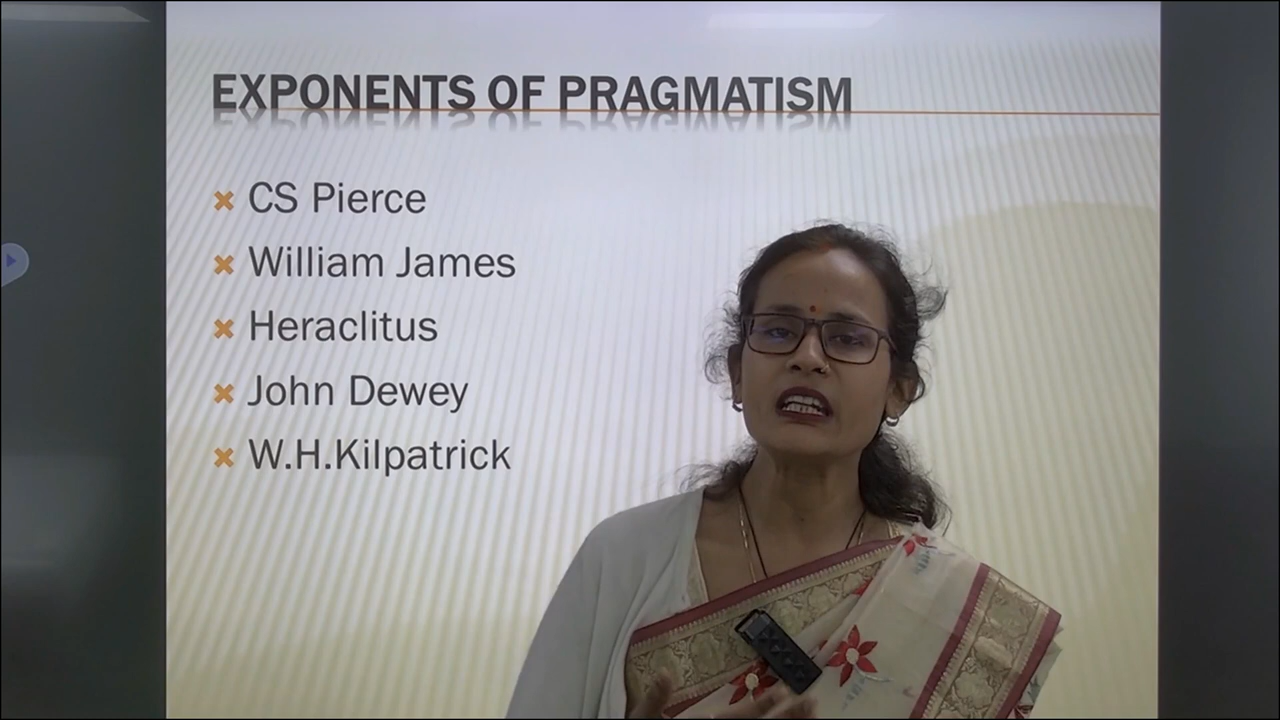 EXPONENTS OF PRAGMATISM
CS Pierce
William James
Heraclitus
John Dewey
W.H.Kilpatrick